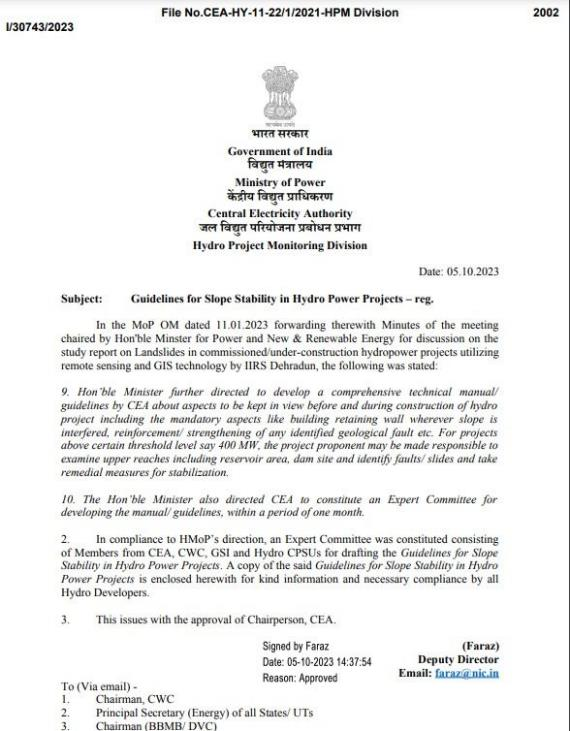 File No.CEA-HY-11-22/1/2021-HPM Division 2002
I/30743/2023
भारत सरकार
Government of India
विद्युत मंत्रालय
Ministry of Power
केंद्रीय विद्युत प्राधिकरण
Central Electricity Authority
जल विद्युत परियोजना प्रबोधन प्रभाग
Hydro Project Monitoring Division
Date: 05.10.2023
Subject: Guidelines for Slope Stability in Hydro Power Projects – reg.
In the MoP OM dated 11.01.2023 forwarding therewith Minutes of the meeting
chaired by Hon'ble Minster for Power and New & Renewable Energy for discussion on the
study report on Landslides in commissioned/under-construction hydropower projects utilizing
remote sensing and GIS technology by IIRS Dehradun, the following was stated:
9. Hon'ble Minister further directed to develop a comprehensive technical manual/
guidelines by CEA about aspects to be kept in view before and during construction of hydro
project including the mandatory aspects like building retaining wall wherever slope is
interfered, reinforcement/ strengthening of any identified geological fault etc. For projects
above certain threshold level say 400 MW, the project proponent may be made responsible to
examine upper reaches including reservoir area, dam site and identify faults/ slides and take
remedial measures for stabilization.
10. The Hon'ble Minister also directed CEA to constitute an Expert Committee for
developing the manual/ guidelines, within a period of one month.
2. In compliance to HMoP's direction, an Expert Committee was constituted consisting
of Members from CEA, CWC, GSI and Hydro CPSUs for drafting the Guidelines for Slope
Stability in Hydro Power Projects. A copy of the said Guidelines for Slope Stability in Hydro
Power Projects is enclosed herewith for kind information and necessary compliance by all
Hydro Developers.
3. This issues with the approval of Chairperson, CEA.
Signed by Faraz
Date: 05-10-2023 14:37:54
Reason: Approved
(Faraz)
Deputy Director
Email: faraz@nic.in
To (Via email) -
1. Chairman, CWC
2. Principal Secretary (Energy) of all States/ UTs
3. Chairman (BBMB/ DVC)